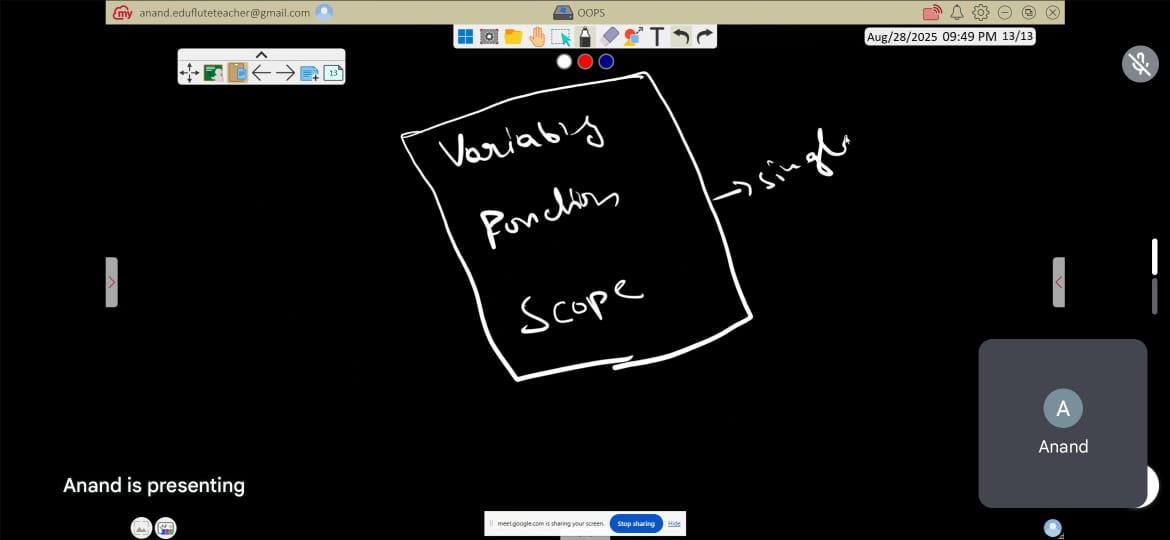 my anand.edufluteteacher@gmail.com OOPS
Aug/28/2025 09:49 PM 13/13
T
13
Variables
Function
→ single
Scope
A
Anand
Anand is presenting
meet.google.com is sharing your screen. Stop sharing Hide